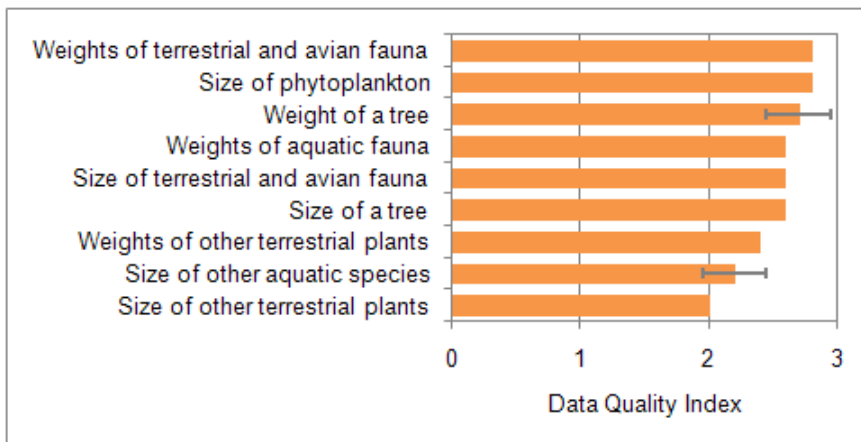 Weights of terrestrial and avian fauna
Size of phytoplankton
Weight of a tree
Weights of aquatic fauna
Size of terrestrial and avian fauna
Size of a tree
Weights of other terrestrial plants
Size of other aquatic species
Size of other terrestrial plants
0 1 2 3
Data Quality Index